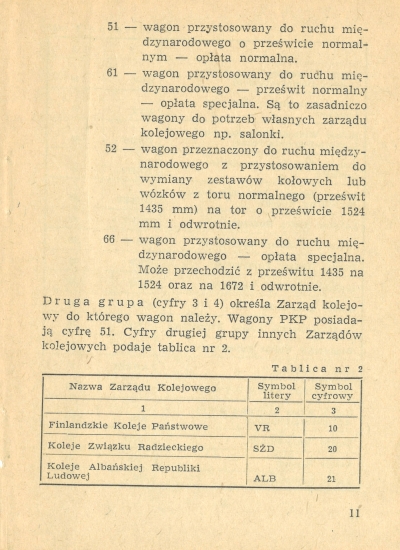 51 — wagon przystosowany do ruchu mię-
dzynarodowego o prześwicie normal-
nym — opłata normalna.
61 — wagon przystosowany do ruchu mię-
dzynarodowego — prześwit normalny
— opłata specjalna. Są to zasadniczo
wagony do potrzeb własnych zarządu
kolejowego np. salonki.
52 — wagon przeznaczony do ruchu między-
narodowego z przystosowaniem do
wymiany zestawów kołowych lub
wózków z toru normalnego (prześwit
1435 mm) na tor o prześwicie 1524
mm i odwrotnie.
66 — wagon przystosowany do ruchu mię-
dzynarodowego — opłata specjalna.
Może przechodzić z prześwitu 1435 na
1524 oraz na 1672 i odwrotnie.
Druga grupa (cyfry 3 i 4) określa Zarząd kolejo-
wy do którego wagon należy. Wagony PKP posiada-
ją cyfrę 51. Cyfry drugiej grupy innych Zarządów
kolejowych podaje tablica nr 2.
Tablica nr 2
Nazwa Zarządu Kolejowego Symbol litery Symbol cyfrowy
1 2 3
Finlandzkie Koleje Państwowe VR 10
Koleje Związku Radzieckiego SŻD 20
Koleje Albańskiej Republiki
Ludowej ALB 21
11